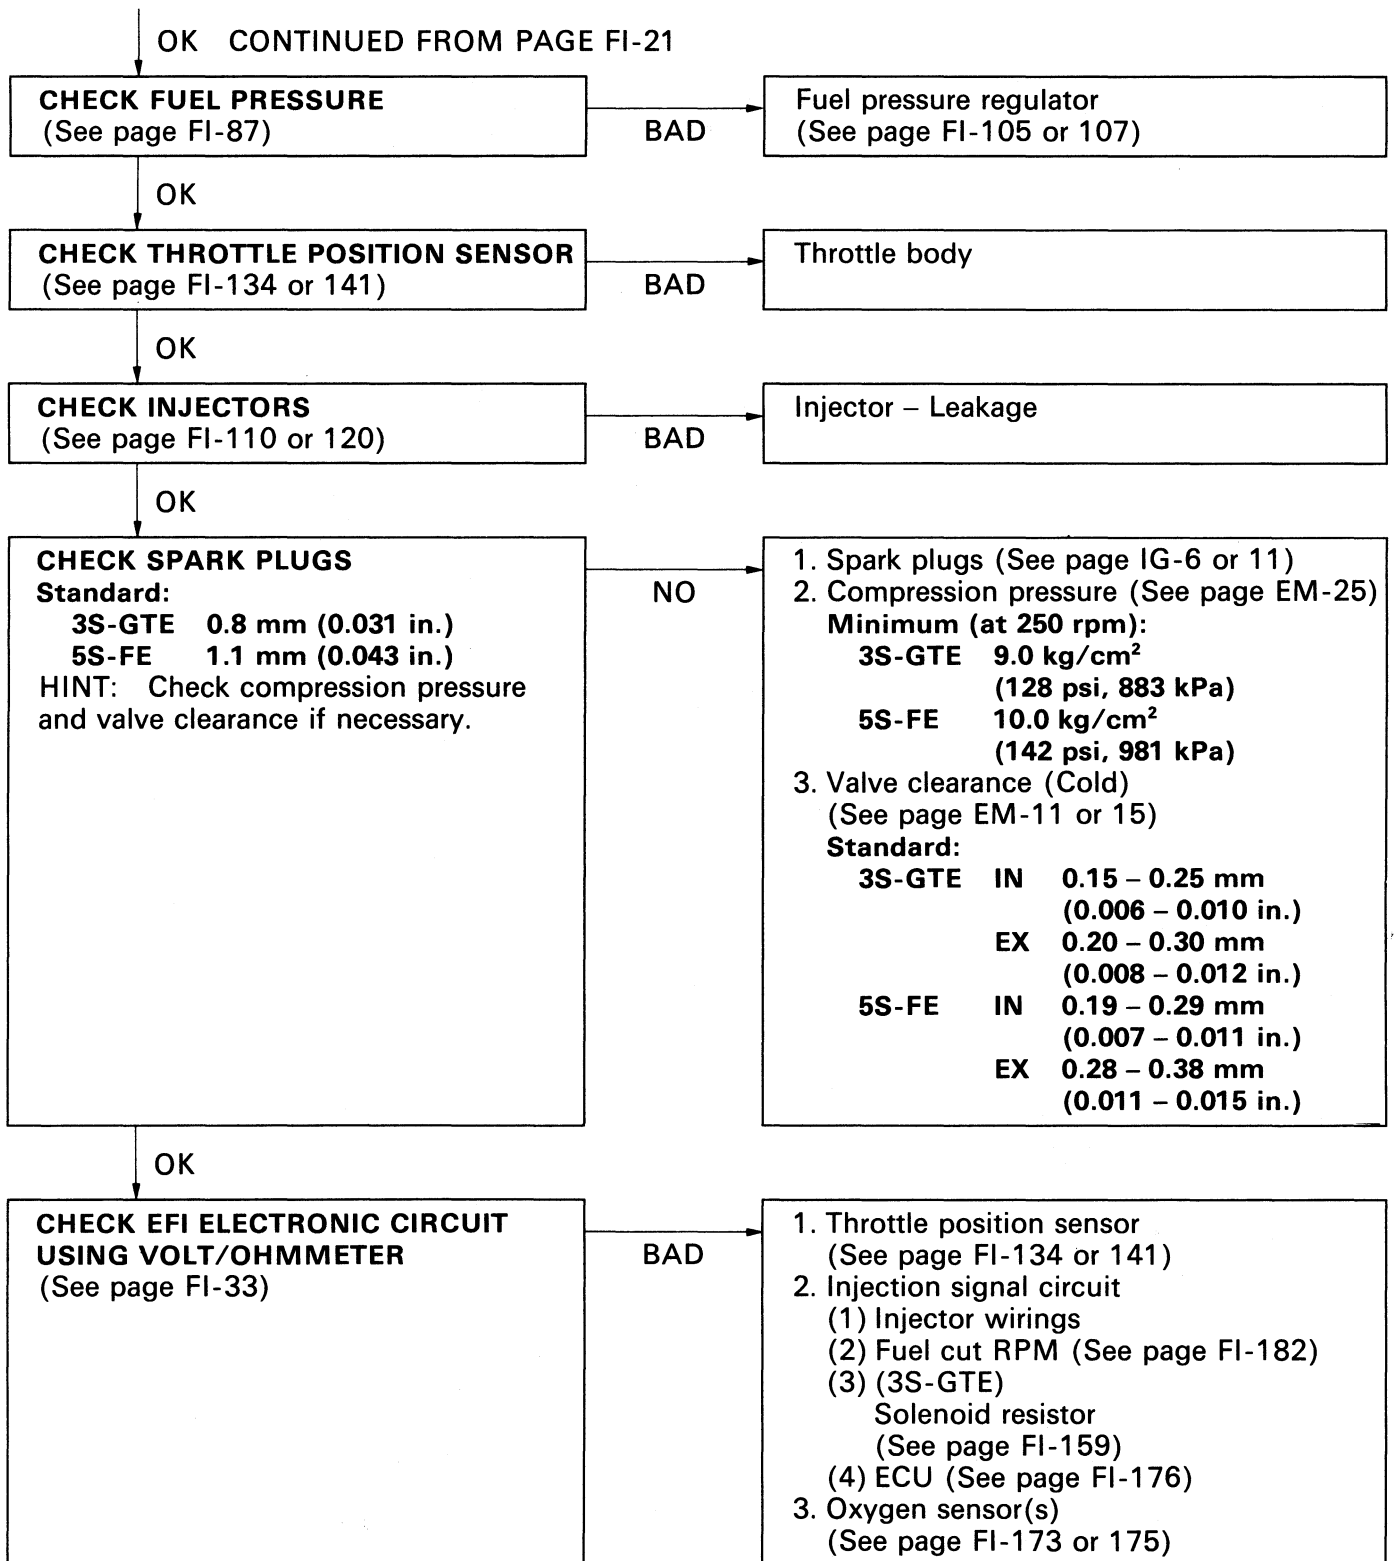 OK CONTINUED FROM PAGE FI-21
CHECK FUEL PRESSURE
(See page FI-87)
BAD
Fuel pressure regulator
(See page FI-105 or 107)
OK
CHECK THROTTLE POSITION SENSOR
(See page FI-134 or 141)
BAD
Throttle body
OK
CHECK INJECTORS
(See page FI-110 or 120)
BAD
Injector – Leakage
OK
CHECK SPARK PLUGS
Standard:
3S-GTE 0.8 mm (0.031 in.)
5S-FE 1.1 mm (0.043 in.)
HINT: Check compression pressure
and valve clearance if necessary.
NO
1. Spark plugs (See page IG-6 or 11)
2. Compression pressure (See page EM-25)
Minimum (at 250 rpm):
3S-GTE 9.0 kg/cm²
(128 psi, 883 kPa)
5S-FE 10.0 kg/cm²
(142 psi, 981 kPa)
3. Valve clearance (Cold)
(See page EM-11 or 15)
Standard:
3S-GTE IN 0.15 – 0.25 mm
(0.006 – 0.010 in.)
EX 0.20 – 0.30 mm
(0.008 – 0.012 in.)
5S-FE IN 0.19 – 0.29 mm
(0.007 – 0.011 in.)
EX 0.28 – 0.38 mm
(0.011 – 0.015 in.)
OK
CHECK EFI ELECTRONIC CIRCUIT
USING VOLT/OHMMETER
(See page FI-33)
BAD
1. Throttle position sensor
(See page FI-134 or 141)
2. Injection signal circuit
(1) Injector wirings
(2) Fuel cut RPM (See page FI-182)
(3) (3S-GTE)
Solenoid resistor
(See page FI-159)
(4) ECU (See page FI-176)
3. Oxygen sensor(s)
(See page FI-173 or 175)